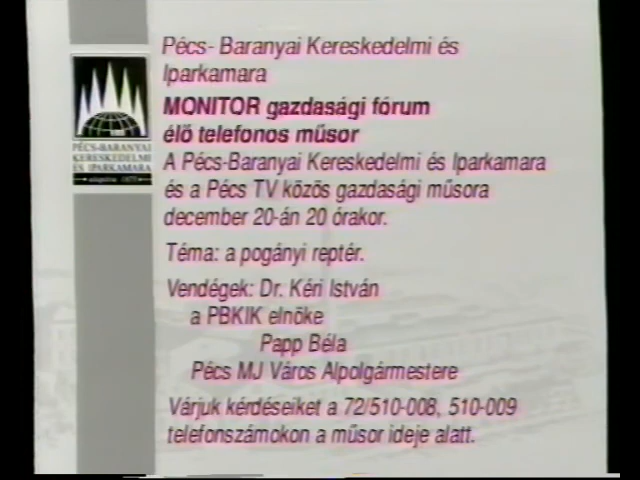 Pécs- Baranyai Kereskedelmi és
Iparkamara
MONITOR gazdasági fórum
élő telefonos műsor
A Pécs-Baranyai Kereskedelmi és Iparkamara
és a Pécs TV közös gazdasági műsora
december 20-án 20 órakor.
Téma: a pogányi reptér.
Vendégek: Dr. Kéri István
a PBKIK elnöke
Papp Béla
Pécs MJ Város Alpolgármestere
Várjuk kérdéseiket a 72/510-008, 510-009
telefonszámokon a műsor ideje alatt.
PÉCS-BARANYAI
KERESKEDELMI
ÉS IPARKAMARA